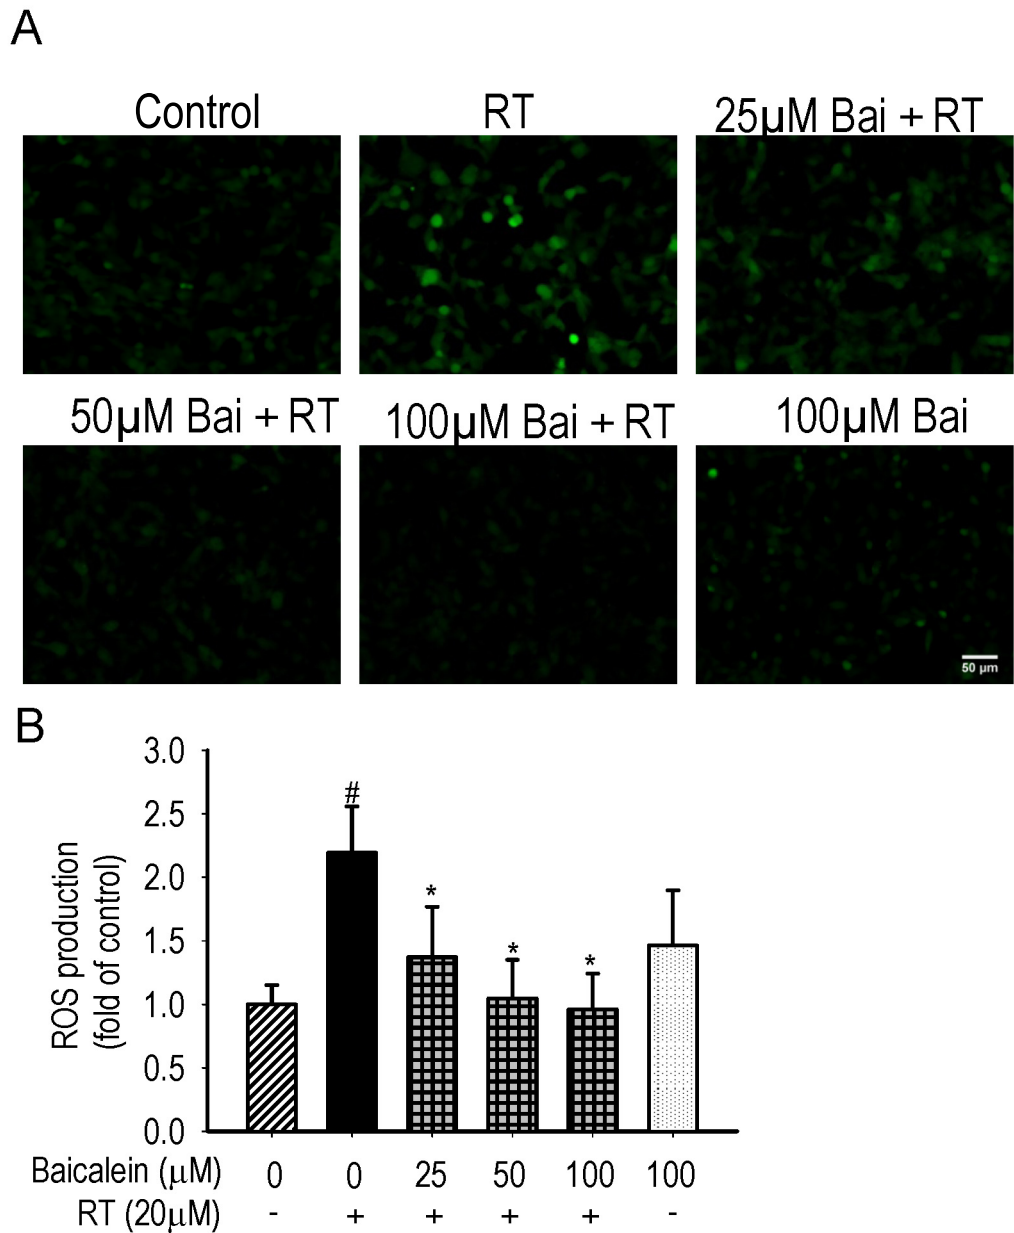 A
Control RT 25µM Bai + RT
50µM Bai + RT 100µM Bai + RT 100µM Bai
50 µm
B
3.0
#
2.5
2.0
*
1.5
* *
1.0
0.5
0.0
ROS production
(fold of control)
Baicalein (µM) 0 0 25 50 100 100
RT (20µM) - + + + + -